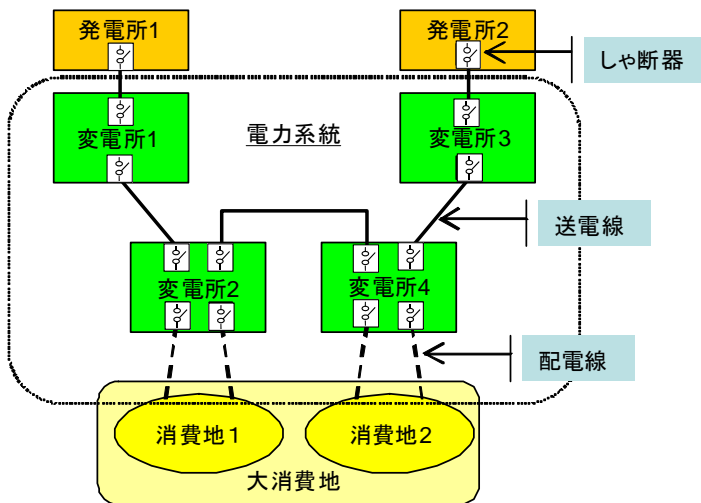 発電所1
発電所2
しゃ断器
変電所1
電力系統
変電所3
送電線
変電所2
変電所4
配電線
消費地1
消費地2
大消費地